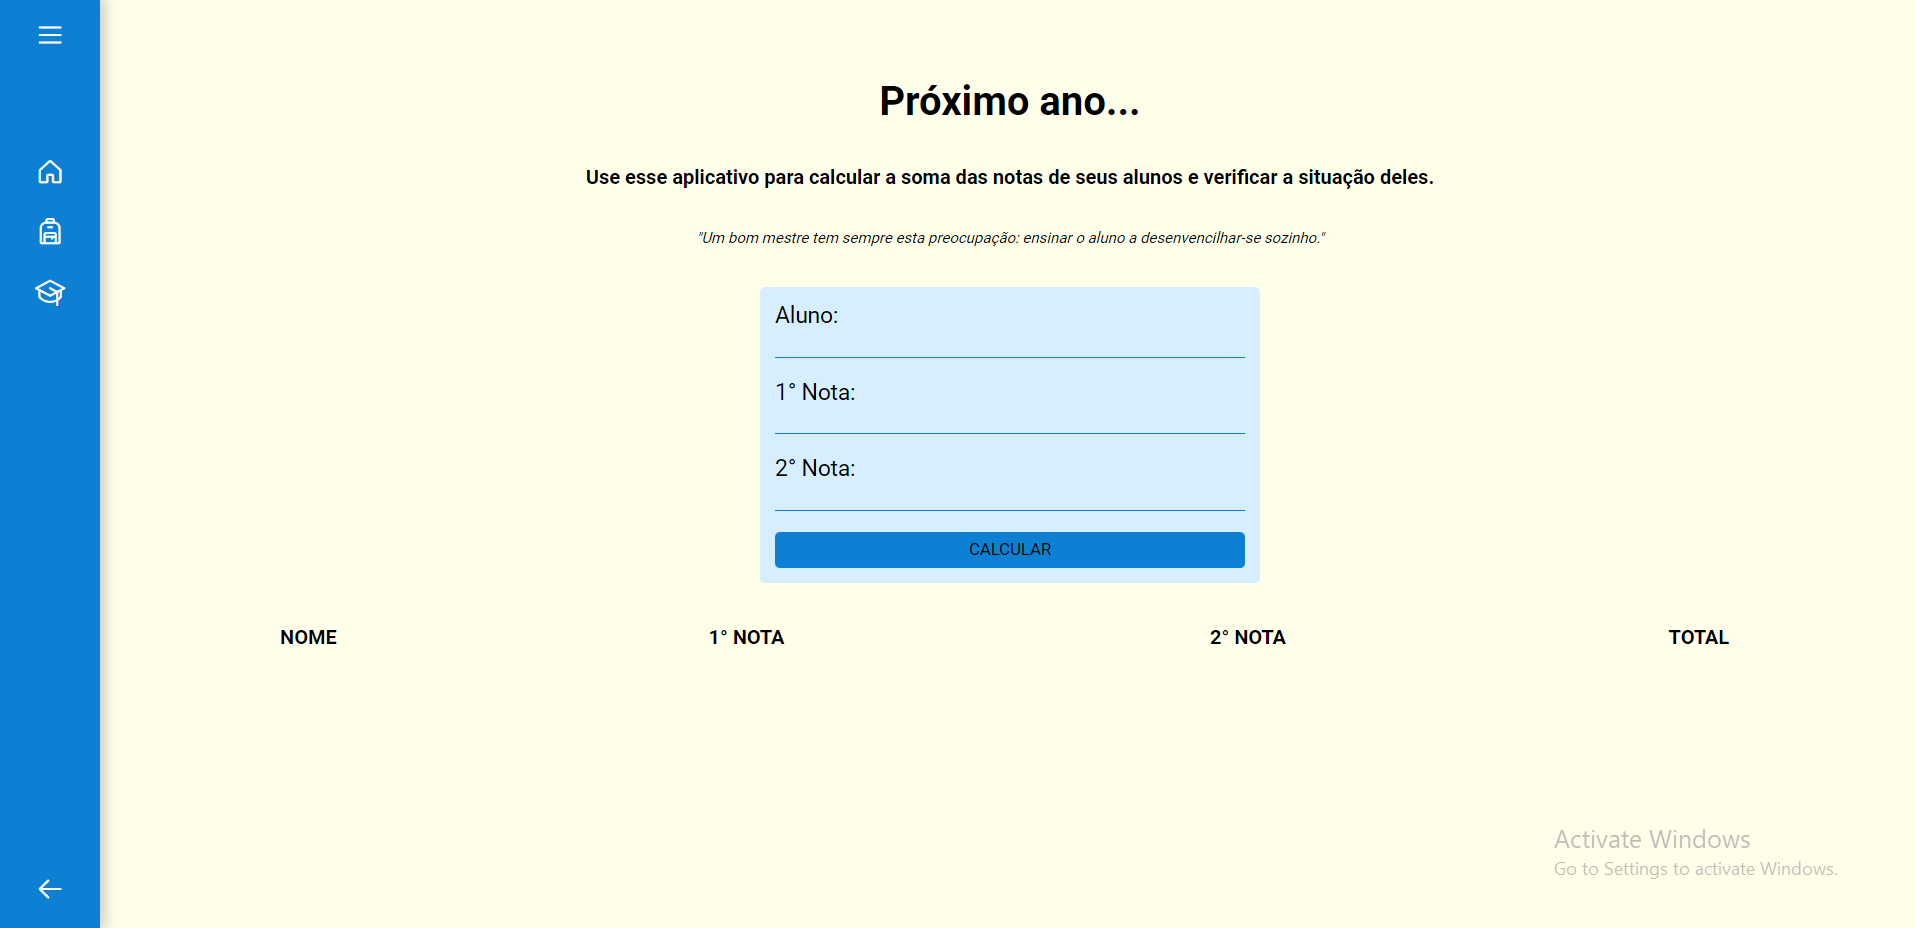 Próximo ano...
Use esse aplicativo para calcular a soma das notas de seus alunos e verificar a situação deles.
"Um bom mestre tem sempre esta preocupação: ensinar o aluno a desenvencilhar-se sozinho."
Aluno:
1° Nota:
2° Nota:
CALCULAR
NOME 1° NOTA 2° NOTA TOTAL
Activate Windows
Go to Settings to activate Windows.